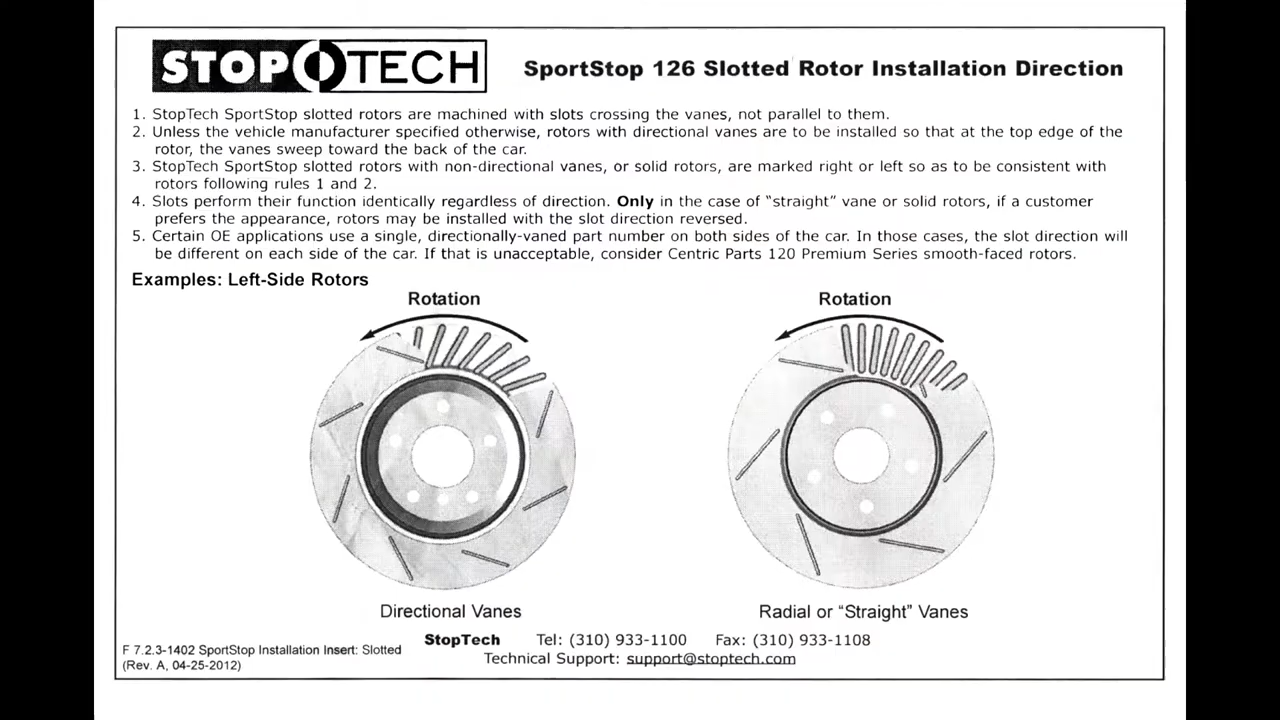 STOPTECH
SportStop 126 Slotted Rotor Installation Direction
1. StopTech SportStop slotted rotors are machined with slots crossing the vanes, not parallel to them.
2. Unless the vehicle manufacturer specified otherwise, rotors with directional vanes are to be installed so that at the top edge of the
rotor, the vanes sweep toward the back of the car.
3. StopTech SportStop slotted rotors with non-directional vanes, or solid rotors, are marked right or left so as to be consistent with
rotors following rules 1 and 2.
4. Slots perform their function identically regardless of direction. Only in the case of "straight" vane or solid rotors, if a customer
prefers the appearance, rotors may be installed with the slot direction reversed.
5. Certain OE applications use a single, directionally-vaned part number on both sides of the car. In those cases, the slot direction will
be different on each side of the car. If that is unacceptable, consider Centric Parts 120 Premium Series smooth-faced rotors.
Examples: Left-Side Rotors
Rotation
Rotation
Directional Vanes
Radial or "Straight" Vanes
StopTech Tel: (310) 933-1100 Fax: (310) 933-1108
Technical Support: support@stoptech.com
F 7.2.3-1402 SportStop Installation Insert: Slotted
(Rev. A, 04-25-2012)